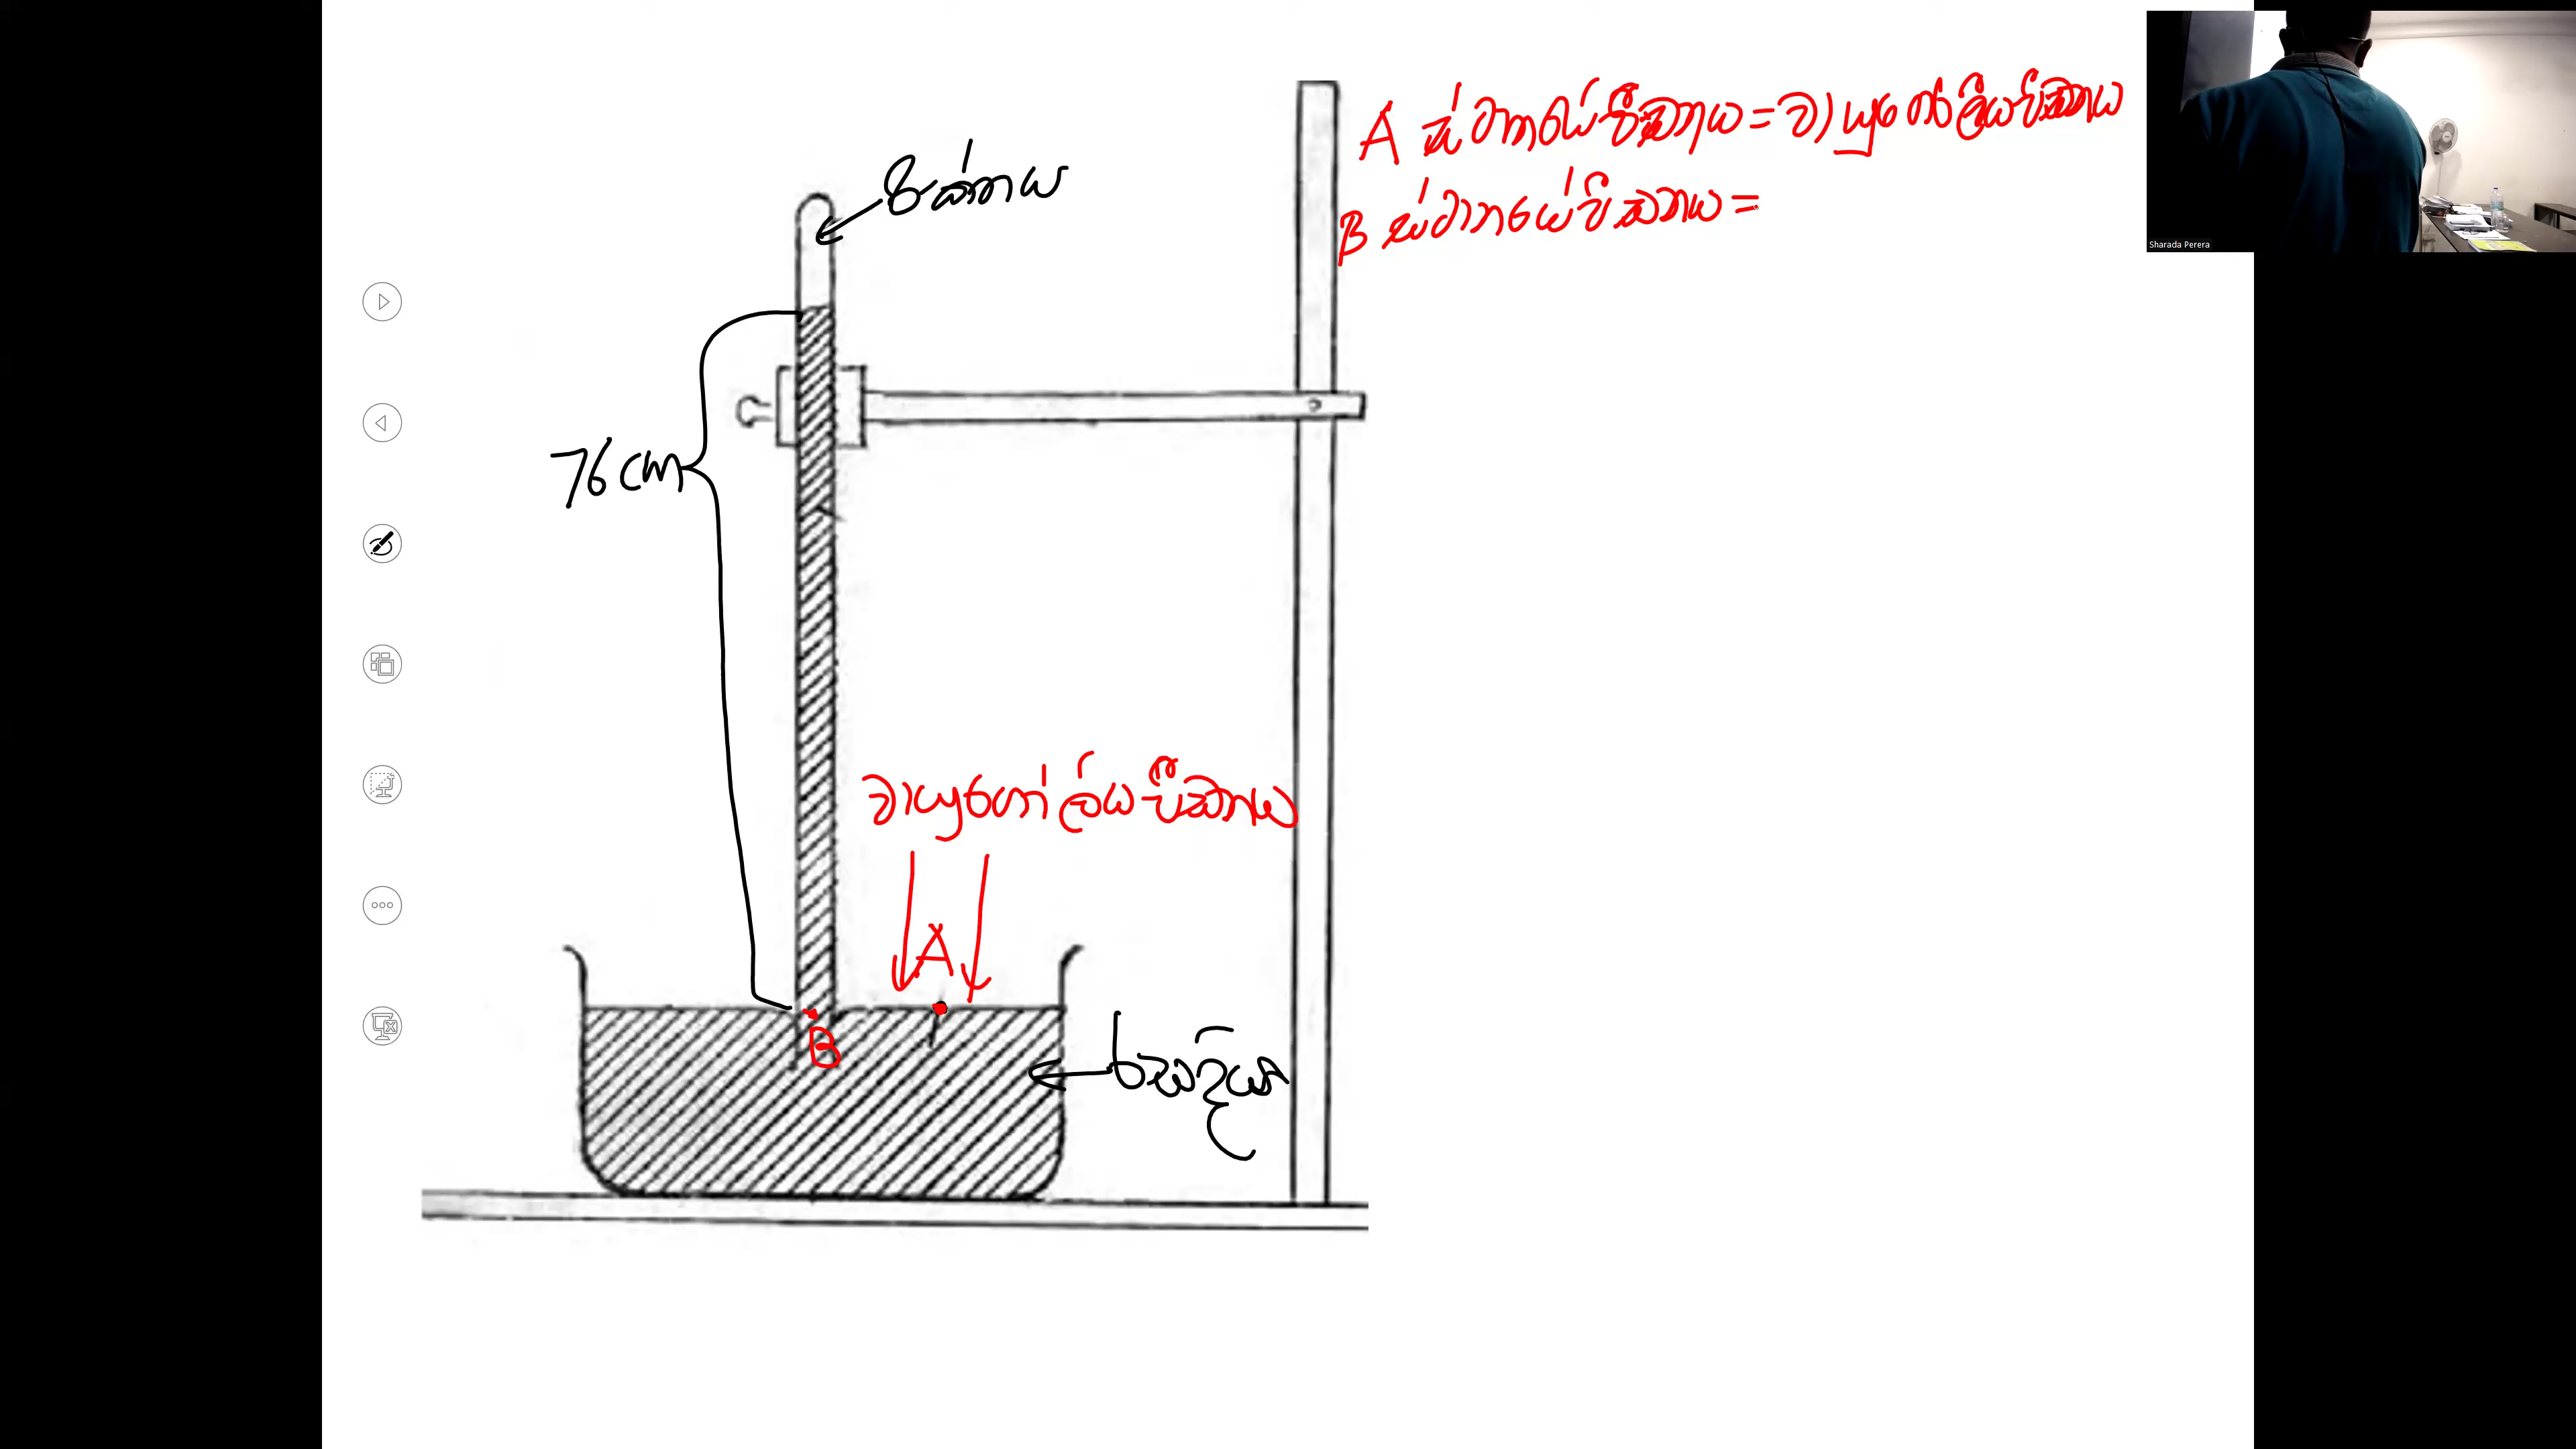 A ස්ථානයේ පීඩනය = වායුගෝලීය පීඩනය
B ස්ථානයේ පීඩනය =
රික්තය
76 cm
වායුගෝලීය පීඩනය
A
B
රසදිය
Sharada Perera